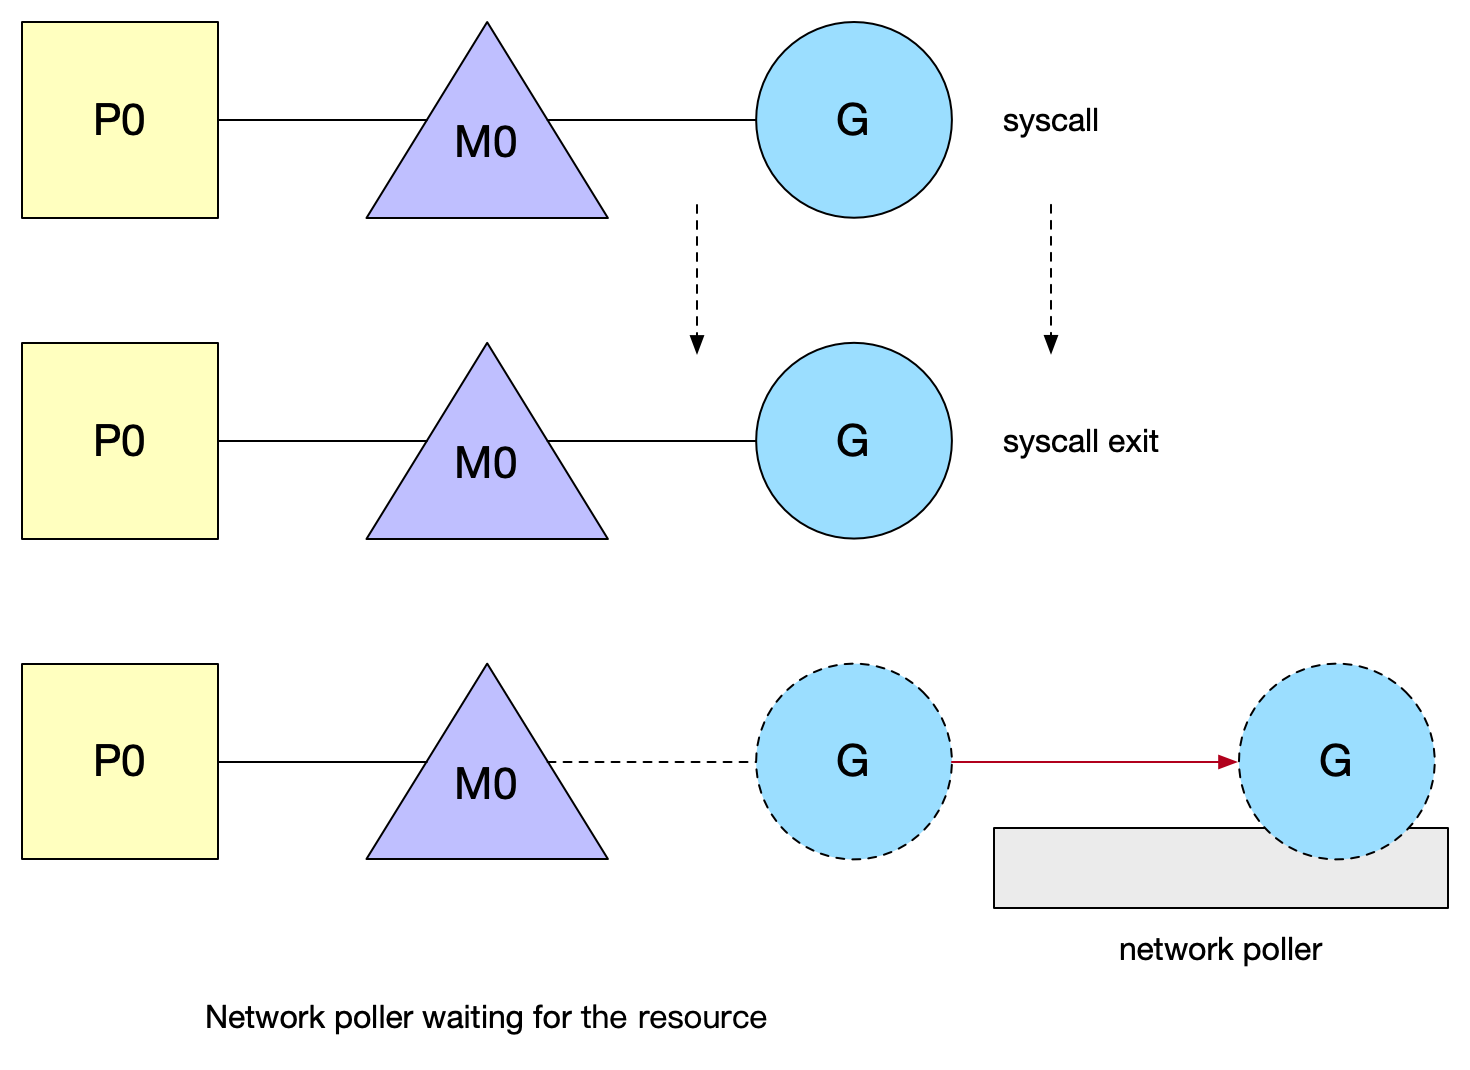 P0
M0
G
syscall
P0
M0
G
syscall exit
P0
M0
G
G
network poller
Network poller waiting for the resource